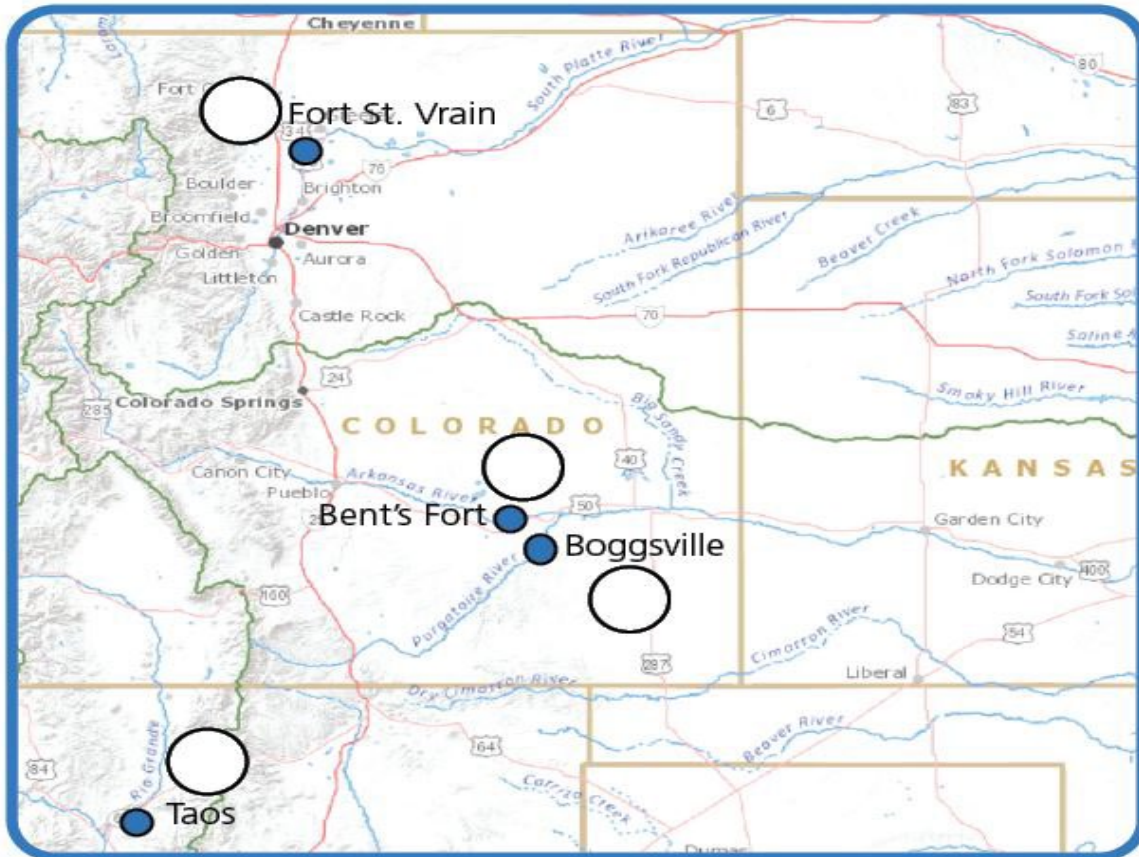 Cheyenne
South Platte River
80
83
6
Fort
Fort St. Vrain
34
76
Boulder
Brighton
Broomfield
Denver
Golden
Aurora
Littleton
Arikaree River
South Fork Republican River
Beaver Creek
North Fork Solomon
South Fork
Saline
Castle Rock
70
24
Smoky Hill River
285
Colorado Springs
COLORADO
Big Sandy Creek
40
KANSAS
Canon City
Arkansas River
Pueblo
50
Bent's Fort
Garden City
Boggsville
Dodge City
400
Purgatoire River
160
54
Cimarron River
287
Liberal
Dry Cimarron River
Rio Grande
64
Beaver River
84
Carrizo Creek
Taos
Dumas